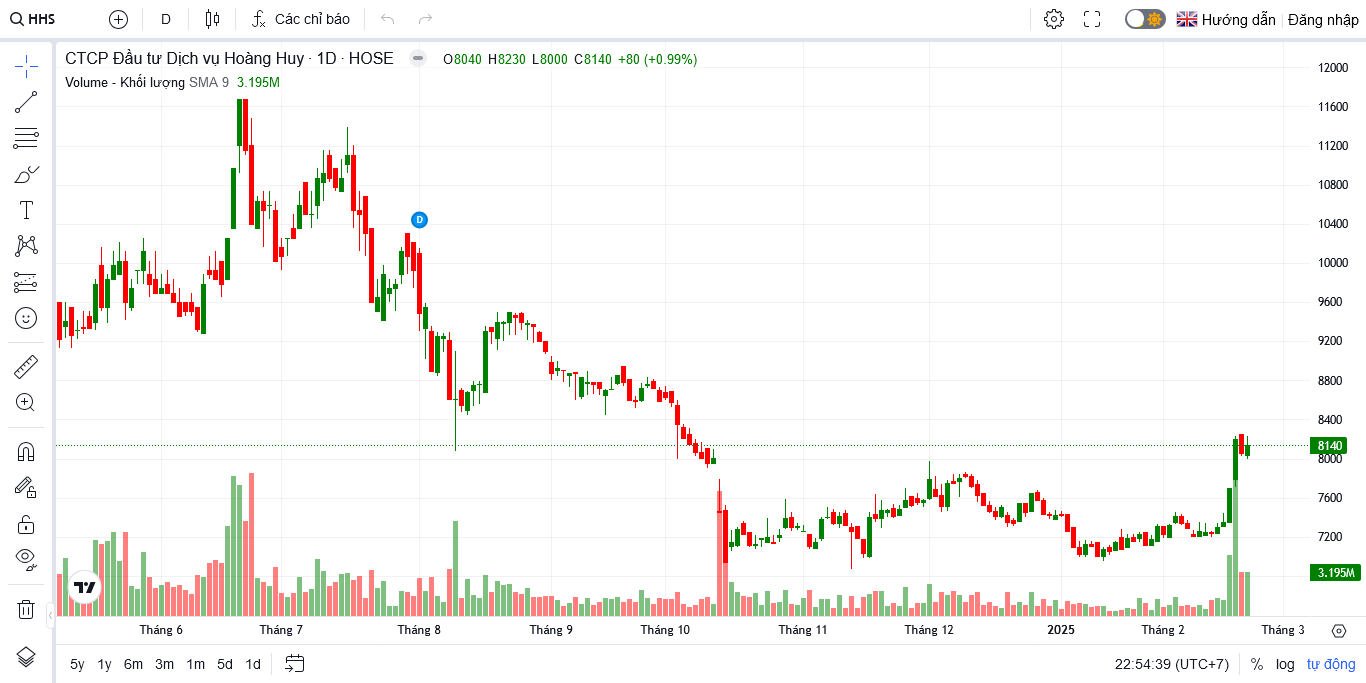 HHS D Các chỉ báo Hướng dẫn Đăng nhập
CTCP Đầu tư Dịch vụ Hoàng Huy · 1D · HOSE O8040 H8230 L8000 C8140 +80 (+0.99%)
Volume - Khối lượng SMA 9 3.195M
12000
11600
11200
10800
10400
D
10000
9600
9200
8800
8400
8140
8000
7600
7200
3.195M
Tháng 6 Tháng 7 Tháng 8 Tháng 9 Tháng 10 Tháng 11 Tháng 12 2025 Tháng 2 Tháng 3
5y 1y 6m 3m 1m 5d 1d 22:54:39 (UTC+7) % log tự động